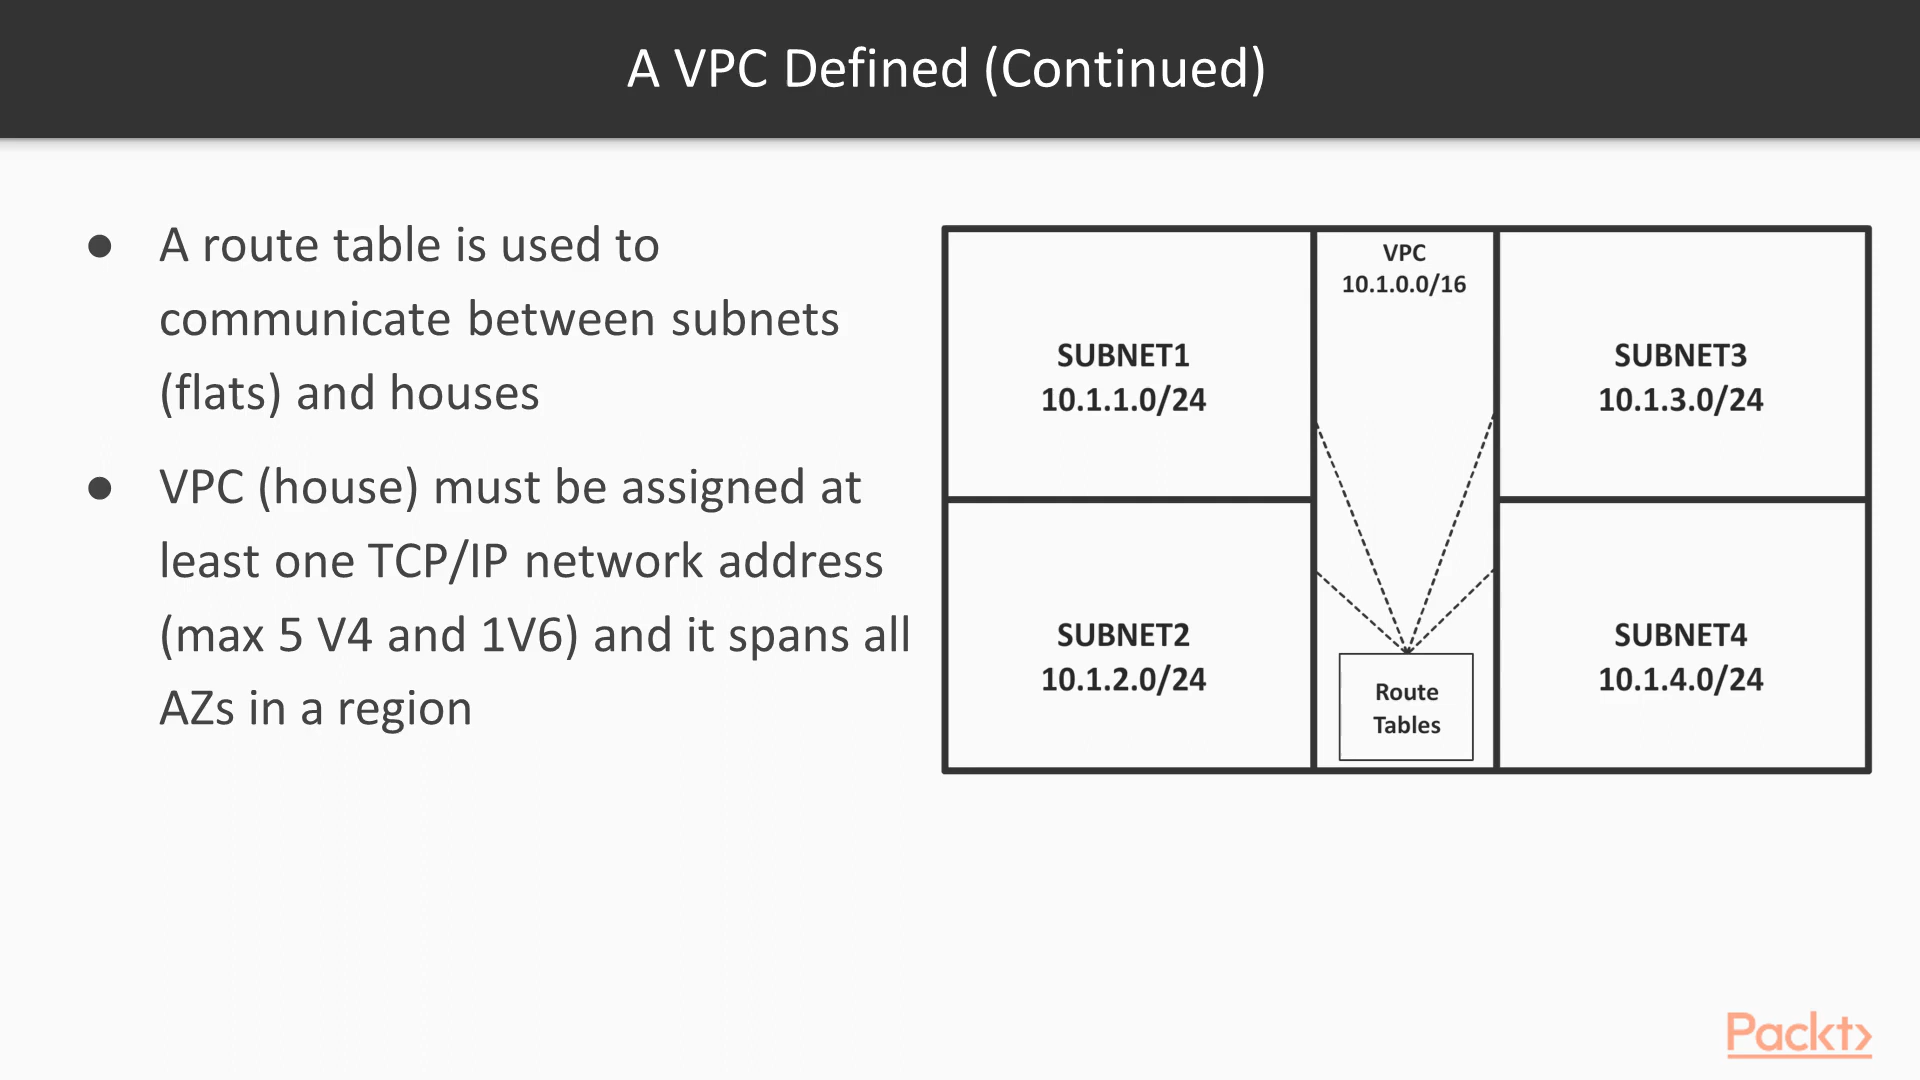 A VPC Defined (Continued)
● A route table is used to
communicate between subnets
(flats) and houses
● VPC (house) must be assigned at
least one TCP/IP network address
(max 5 V4 and 1V6) and it spans all
AZs in a region
VPC
10.1.0.0/16
SUBNET1
10.1.1.0/24
SUBNET3
10.1.3.0/24
SUBNET2
10.1.2.0/24
SUBNET4
10.1.4.0/24
Route
Tables
Packt>